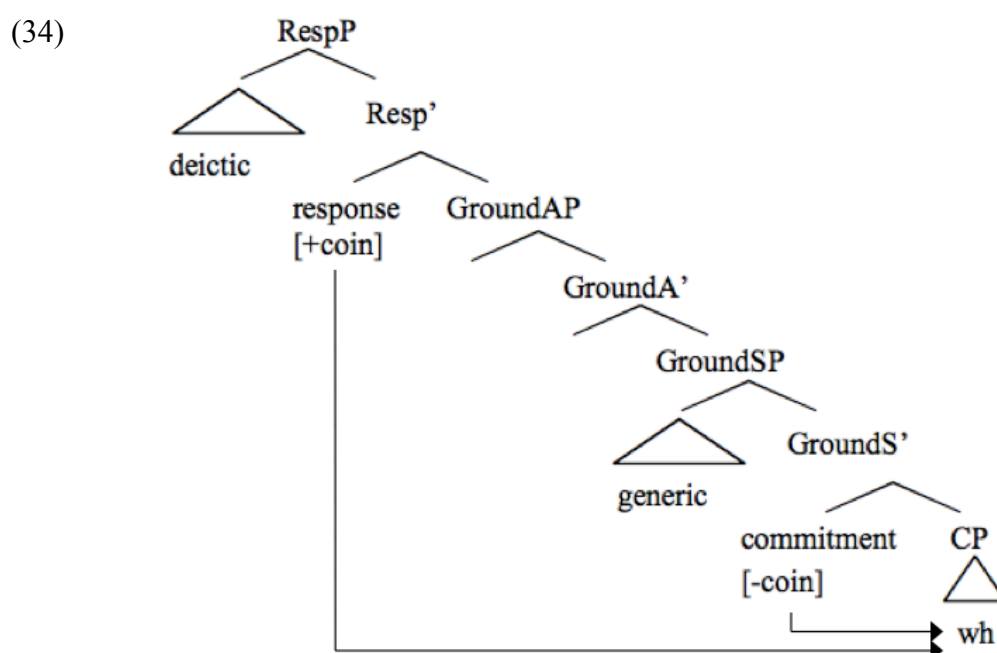 (34)
RespP
Resp’
deictic
response
GroundAP
[+coin]
GroundA’
GroundSP
GroundS’
generic
commitment
CP
[-coin]
wh